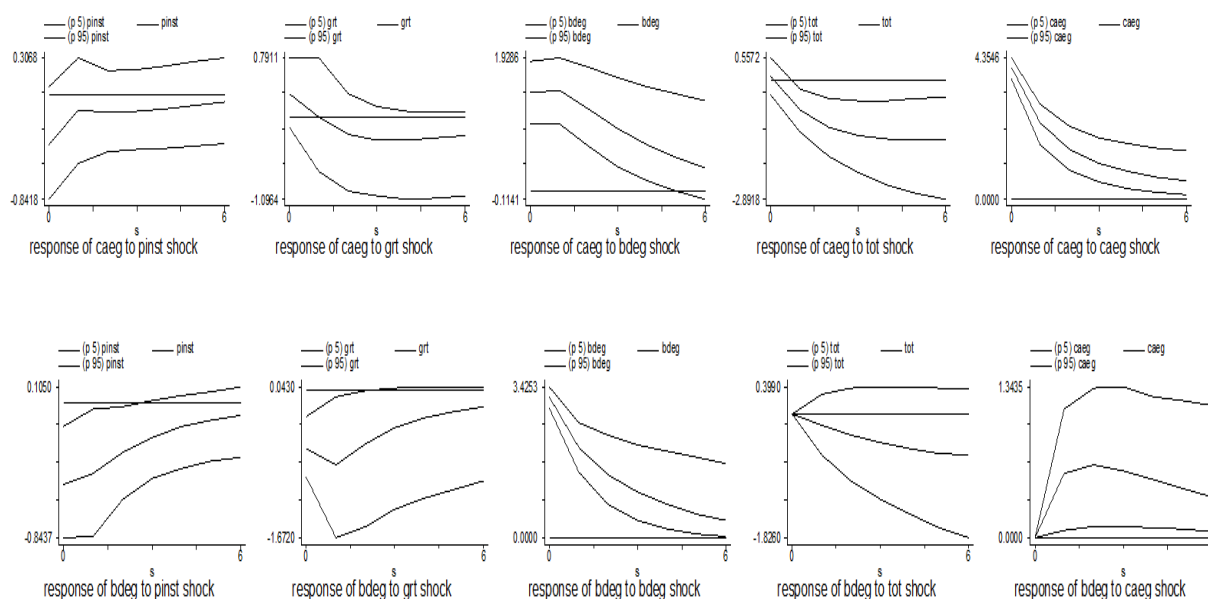 (p 5) pinst pinst
(p 95) pinst
0.3068
-0.8418
0 6
s
response of caeg to pinst shock
(p 5) grt grt
(p 95) grt
0.7911
-1.0964
0 6
s
response of caeg to grt shock
(p 5) bdeg bdeg
(p 95) bdeg
1.9286
-0.1141
0 6
s
response of caeg to bdeg shock
(p 5) tot tot
(p 95) tot
0.5572
-2.8918
0 6
s
response of caeg to tot shock
(p 5) caeg caeg
(p 95) caeg
4.3546
0.0000
0 6
s
response of caeg to caeg shock
(p 5) pinst pinst
(p 95) pinst
0.1050
-0.8437
0 6
s
response of bdeg to pinst shock
(p 5) grt grt
(p 95) grt
0.0430
-1.6720
0 6
s
response of bdeg to grt shock
(p 5) bdeg bdeg
(p 95) bdeg
3.4253
0.0000
0 6
s
response of bdeg to bdeg shock
(p 5) tot tot
(p 95) tot
0.3990
-1.8260
0 6
s
response of bdeg to tot shock
(p 5) caeg caeg
(p 95) caeg
1.3435
0.0000
0
s
response of bdeg to caeg shock